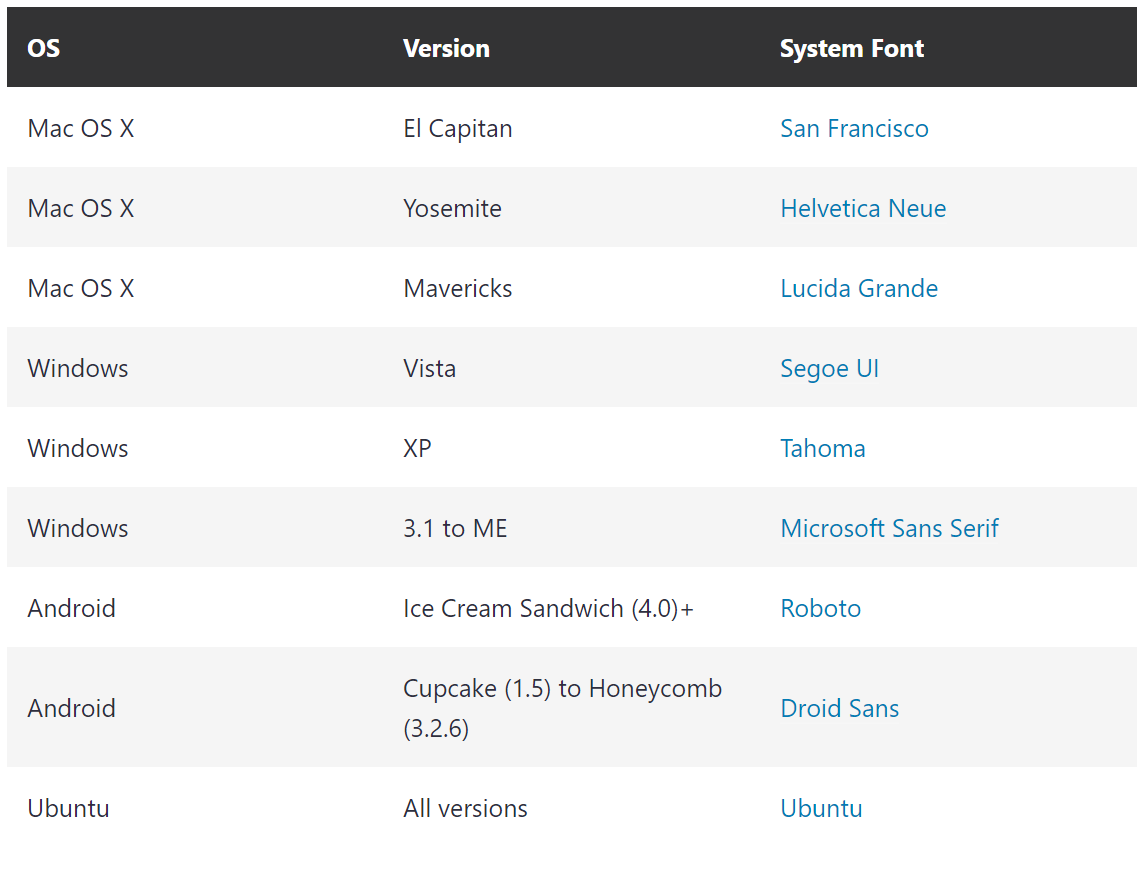 OS Version System Font
Mac OS X El Capitan San Francisco
Mac OS X Yosemite Helvetica Neue
Mac OS X Mavericks Lucida Grande
Windows Vista Segoe UI
Windows XP Tahoma
Windows 3.1 to ME Microsoft Sans Serif
Android Ice Cream Sandwich (4.0)+ Roboto
Android Cupcake (1.5) to Honeycomb
(3.2.6) Droid Sans
Ubuntu All versions Ubuntu